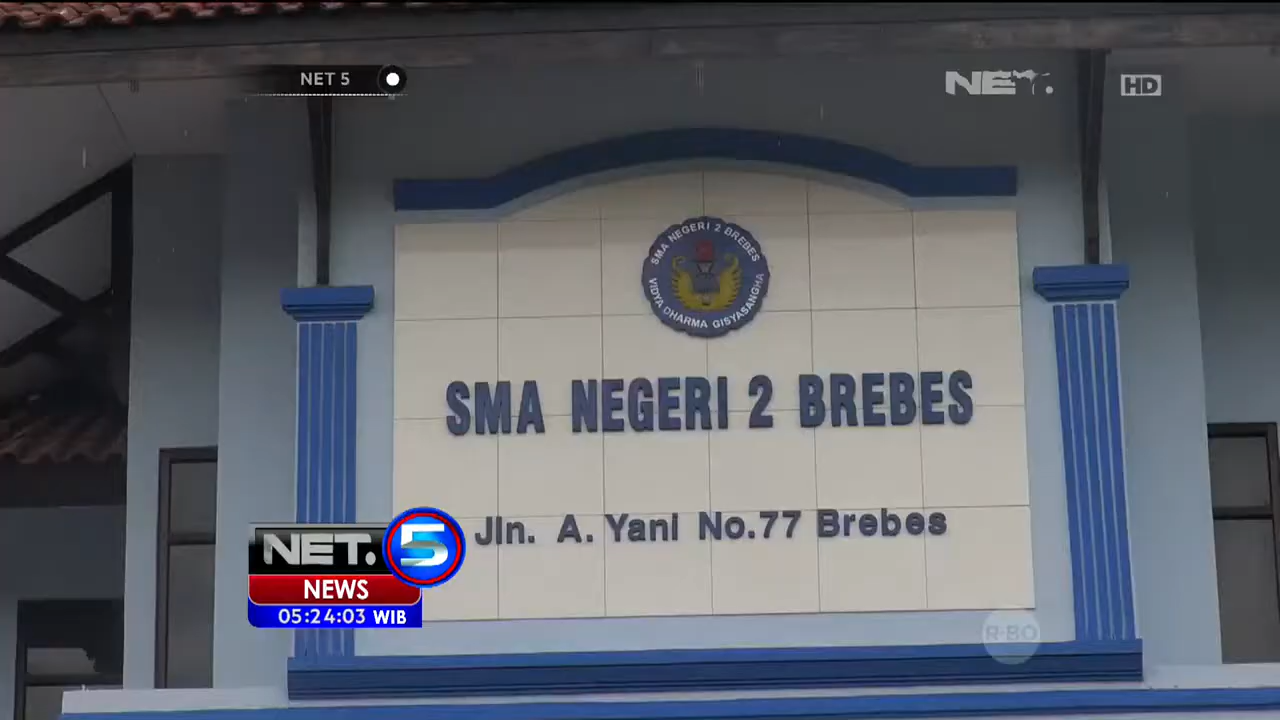 NET 5
NET.
HD
SMA NEGERI 2 BREBES
VIDYA DHARMA GISYASANGHA
SMA NEGERI 2 BREBES
Jln. A. Yani No.77 Brebes
NET. 5
NEWS
05:24:03 WIB
R-BO